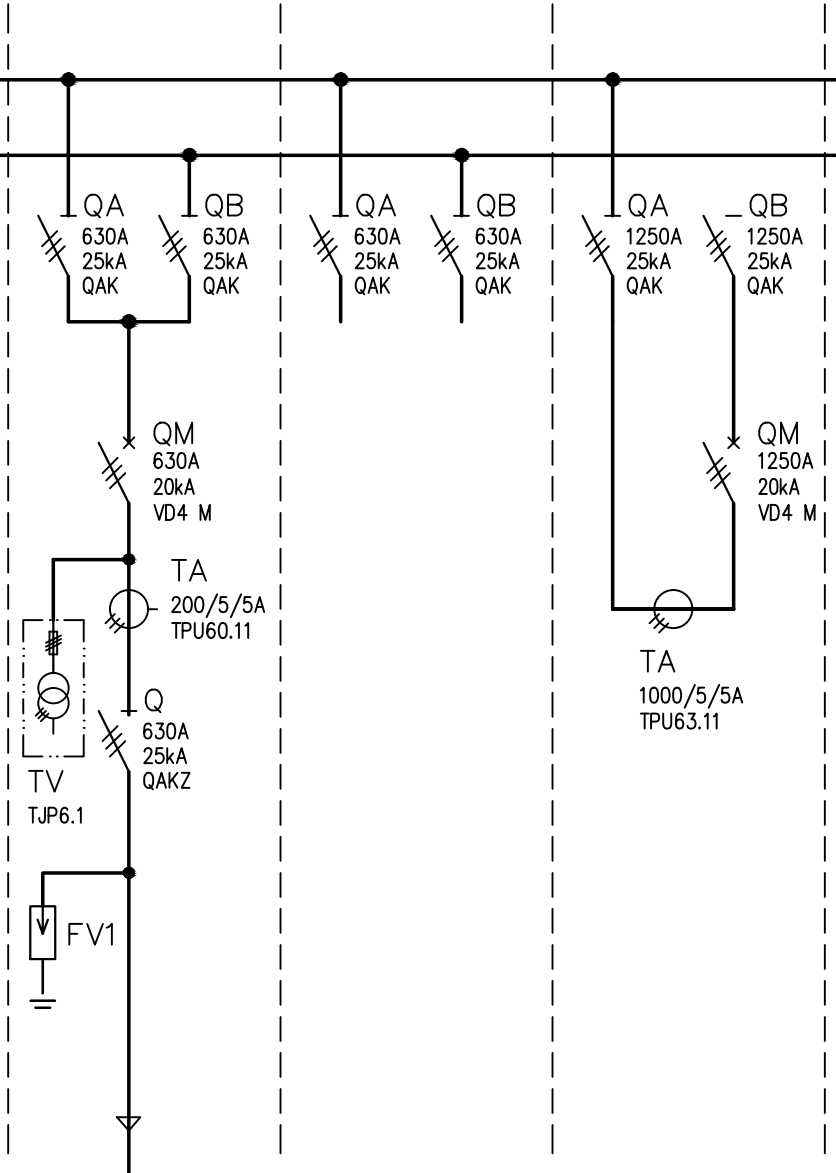 QA
630A
25kA
QAK
QB
630A
25kA
QAK
QA
630A
25kA
QAK
QB
630A
25kA
QAK
QA
1250A
25kA
QAK
QB
1250A
25kA
QAK
QM
630A
20kA
VD4 M
QM
1250A
20kA
VD4 M
TA
200/5/5A
TPU60.11
TA
1000/5/5A
TPU63.11
Q
630A
25kA
QAKZ
TV
TJP6.1
FV1